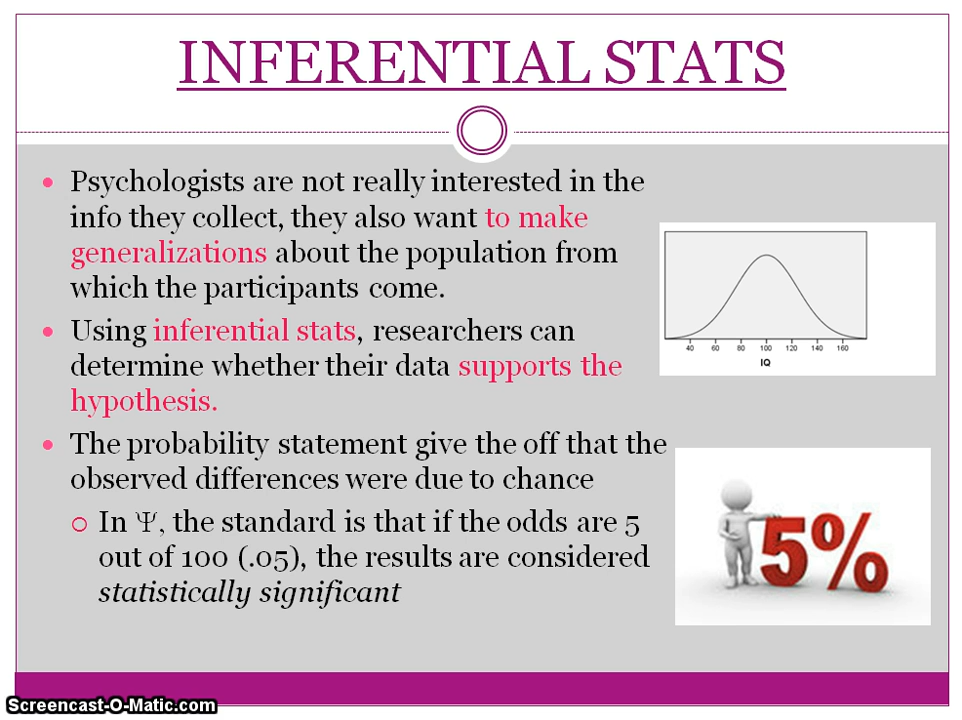 INFERENTIAL STATS
Psychologists are not really interested in the
info they collect, they also want to make
generalizations about the population from
which the participants come.
Using inferential stats, researchers can
determine whether their data supports the
hypothesis.
The probability statement give the off that the
observed differences were due to chance
In Ψ, the standard is that if the odds are 5
out of 100 (.05), the results are considered
statistically significant
40 60 80 100 120 140 160
IQ
5%
Screencast-O-Matic.com